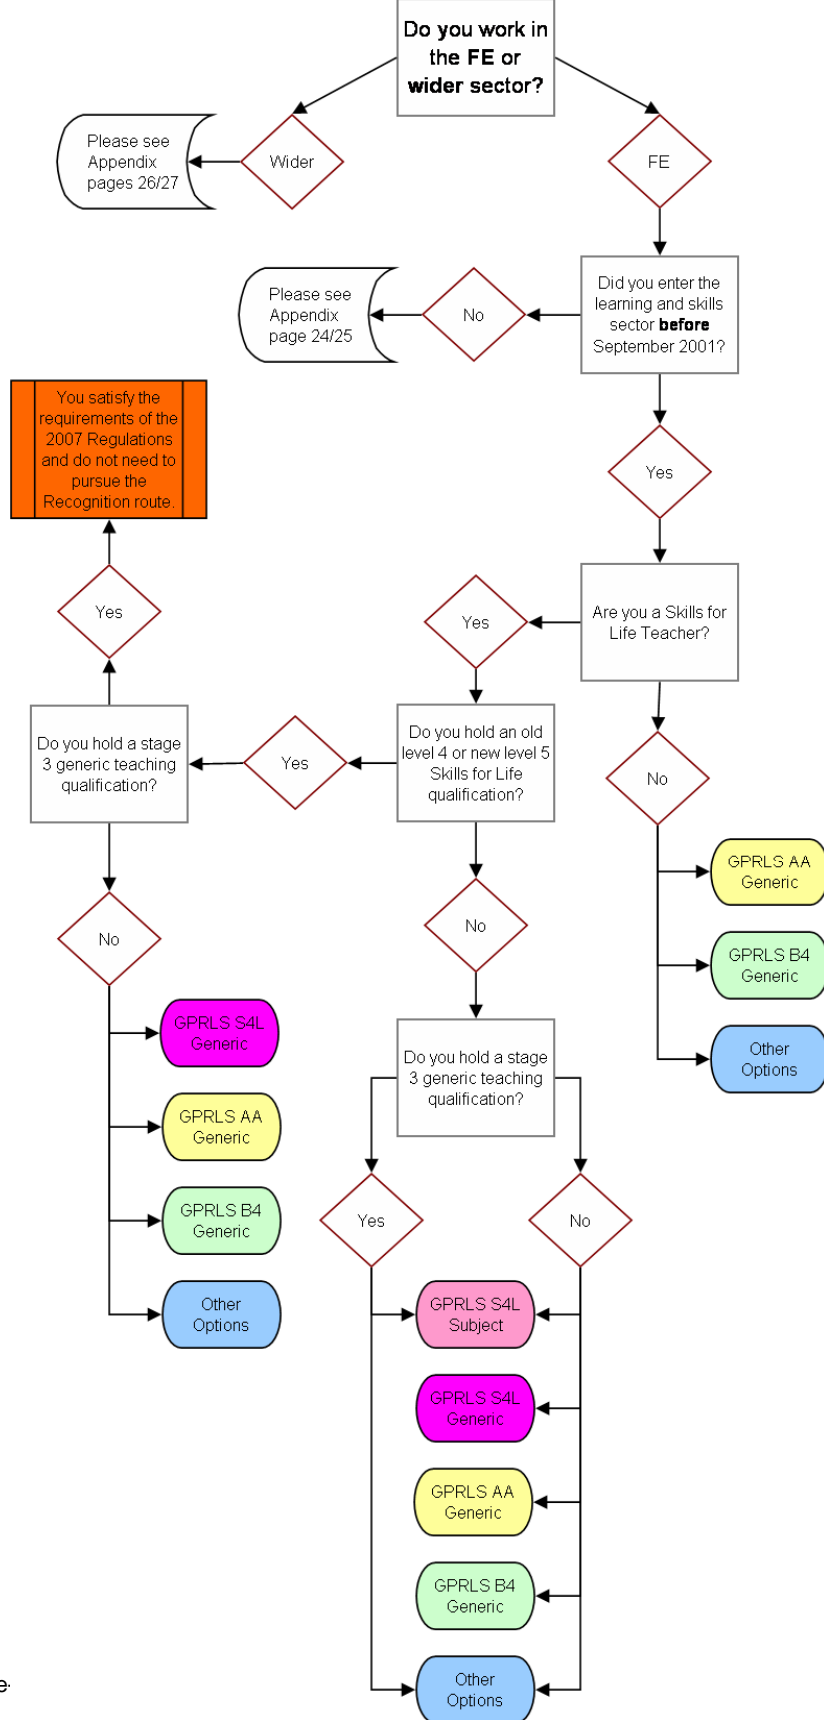 Do you work in
the FE or
wider sector?
Please see
Appendix
pages 26/27
Wider
FE
Please see
Appendix
page 24/25
No
Did you enter the
learning and skills
sector before
September 2001?
You satisfy the
requirements of the
2007 Regulations
and do not need to
pursue the
Recognition route.
Yes
Yes
Yes
Are you a Skills for
Life Teacher?
Do you hold a stage
3 generic teaching
qualification?
Yes
Do you hold an old
level 4 or new level 5
Skills for Life
qualification?
No
GPRLS AA
Generic
GPRLS B4
Generic
Other
Options
No
No
GPRLS S4L
Generic
GPRLS AA
Generic
GPRLS B4
Generic
Other
Options
Do you hold a stage
3 generic teaching
qualification?
Yes
No
GPRLS S4L
Subject
GPRLS S4L
Generic
GPRLS AA
Generic
GPRLS B4
Generic
Other
Options